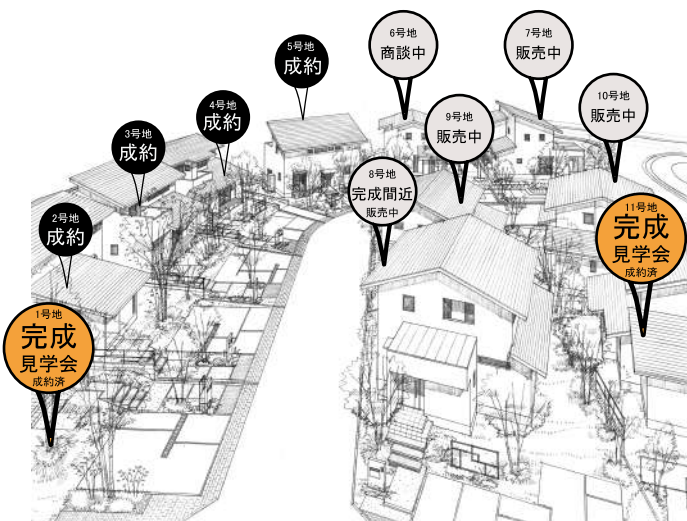 5号地
成約
6号地
商談中
7号地
販売中
4号地
成約
3号地
成約
9号地
販売中
10号地
販売中
8号地
完成間近
販売中
2号地
成約
11号地
完成
見学会
成約済
1号地
完成
見学会
成約済